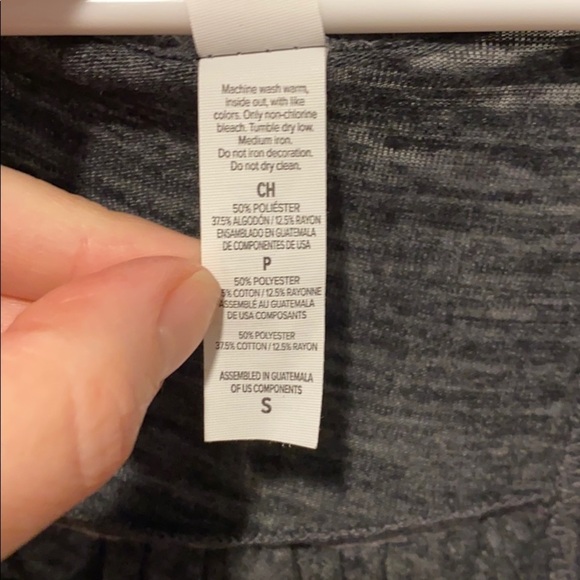 Machine wash warm,
inside out, with like
colors. Only non-chlorine
bleach. Tumble dry low.
Medium iron.
Do not iron decoration.
Do not dry clean.
CH
50% POLIÉSTER
37.5% ALGODÓN / 12.5% RAYON
ENSAMBLADO EN GUATEMALA
DE COMPONENTES DE USA
P
50% POLYESTER
5% COTON / 12.5% RAYONNE
ASSEMBLÉ AU GUATEMALA
DE USA COMPOSANTS
50% POLYESTER
37.5% COTTON / 12.5% RAYON
ASSEMBLED IN GUATEMALA
OF US COMPONENTS
S